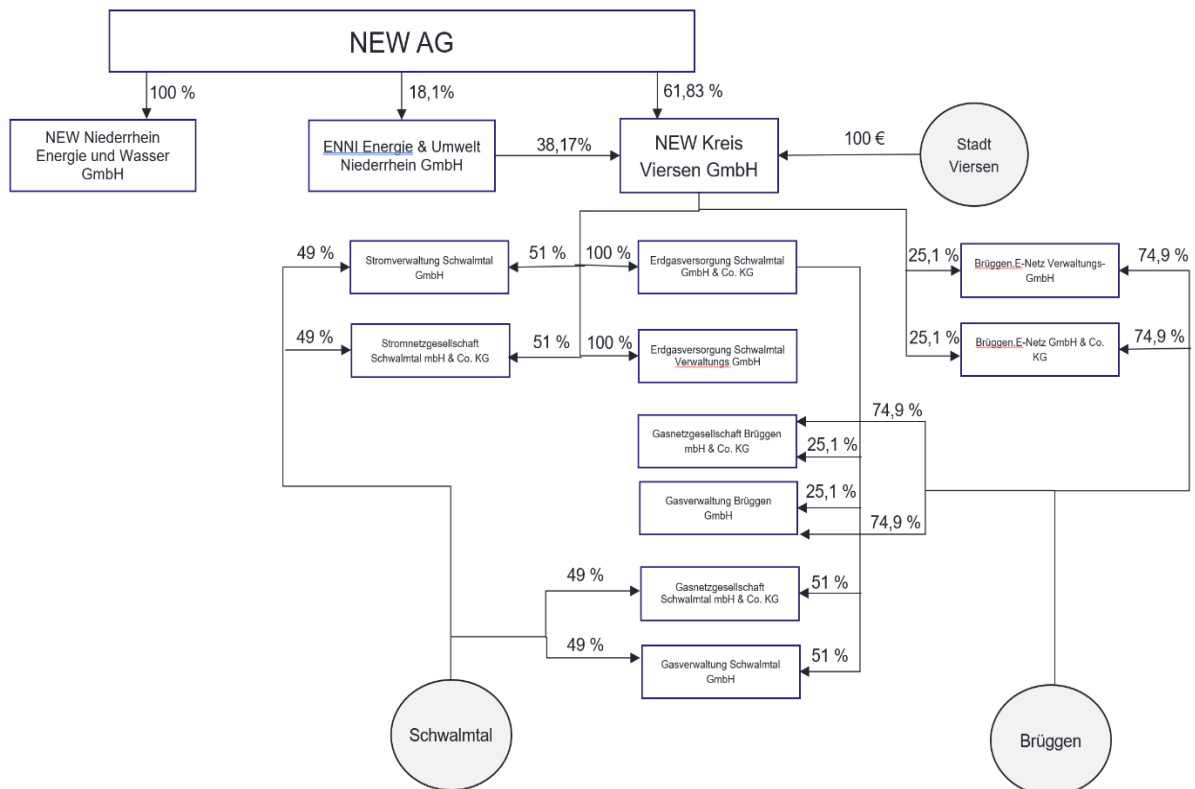 NEW AG
100 %
18,1%
61,83 %
NEW Niederrhein
Energie und Wasser
GmbH
ENNI Energie & Umwelt
Niederrhein GmbH
38,17%
NEW Kreis
Viersen GmbH
100 €
Stadt
Viersen
49 %
Stromverwaltung Schwalmtal
GmbH
51 %
100 %
Erdgasversorgung Schwalmtal
GmbH & Co. KG
25,1 %
Brüggen.E-Netz Verwaltungs-
GmbH
74,9 %
49 %
Stromnetzgesellschaft
Schwalmtal mbH & Co. KG
51 %
100 %
Erdgasversorgung Schwalmtal
Verwaltungs GmbH
25,1 %
Brüggen.E-Netz GmbH & Co.
KG
74,9 %
Gasnetzgesellschaft Brüggen
mbH & Co. KG
74,9 %
25,1 %
Gasverwaltung Brüggen
GmbH
25,1 %
74,9 %
49 %
Gasnetzgesellschaft
Schwalmtal mbH & Co. KG
51 %
49 %
Gasverwaltung Schwalmtal
GmbH
51 %
Schwalmtal
Brüggen